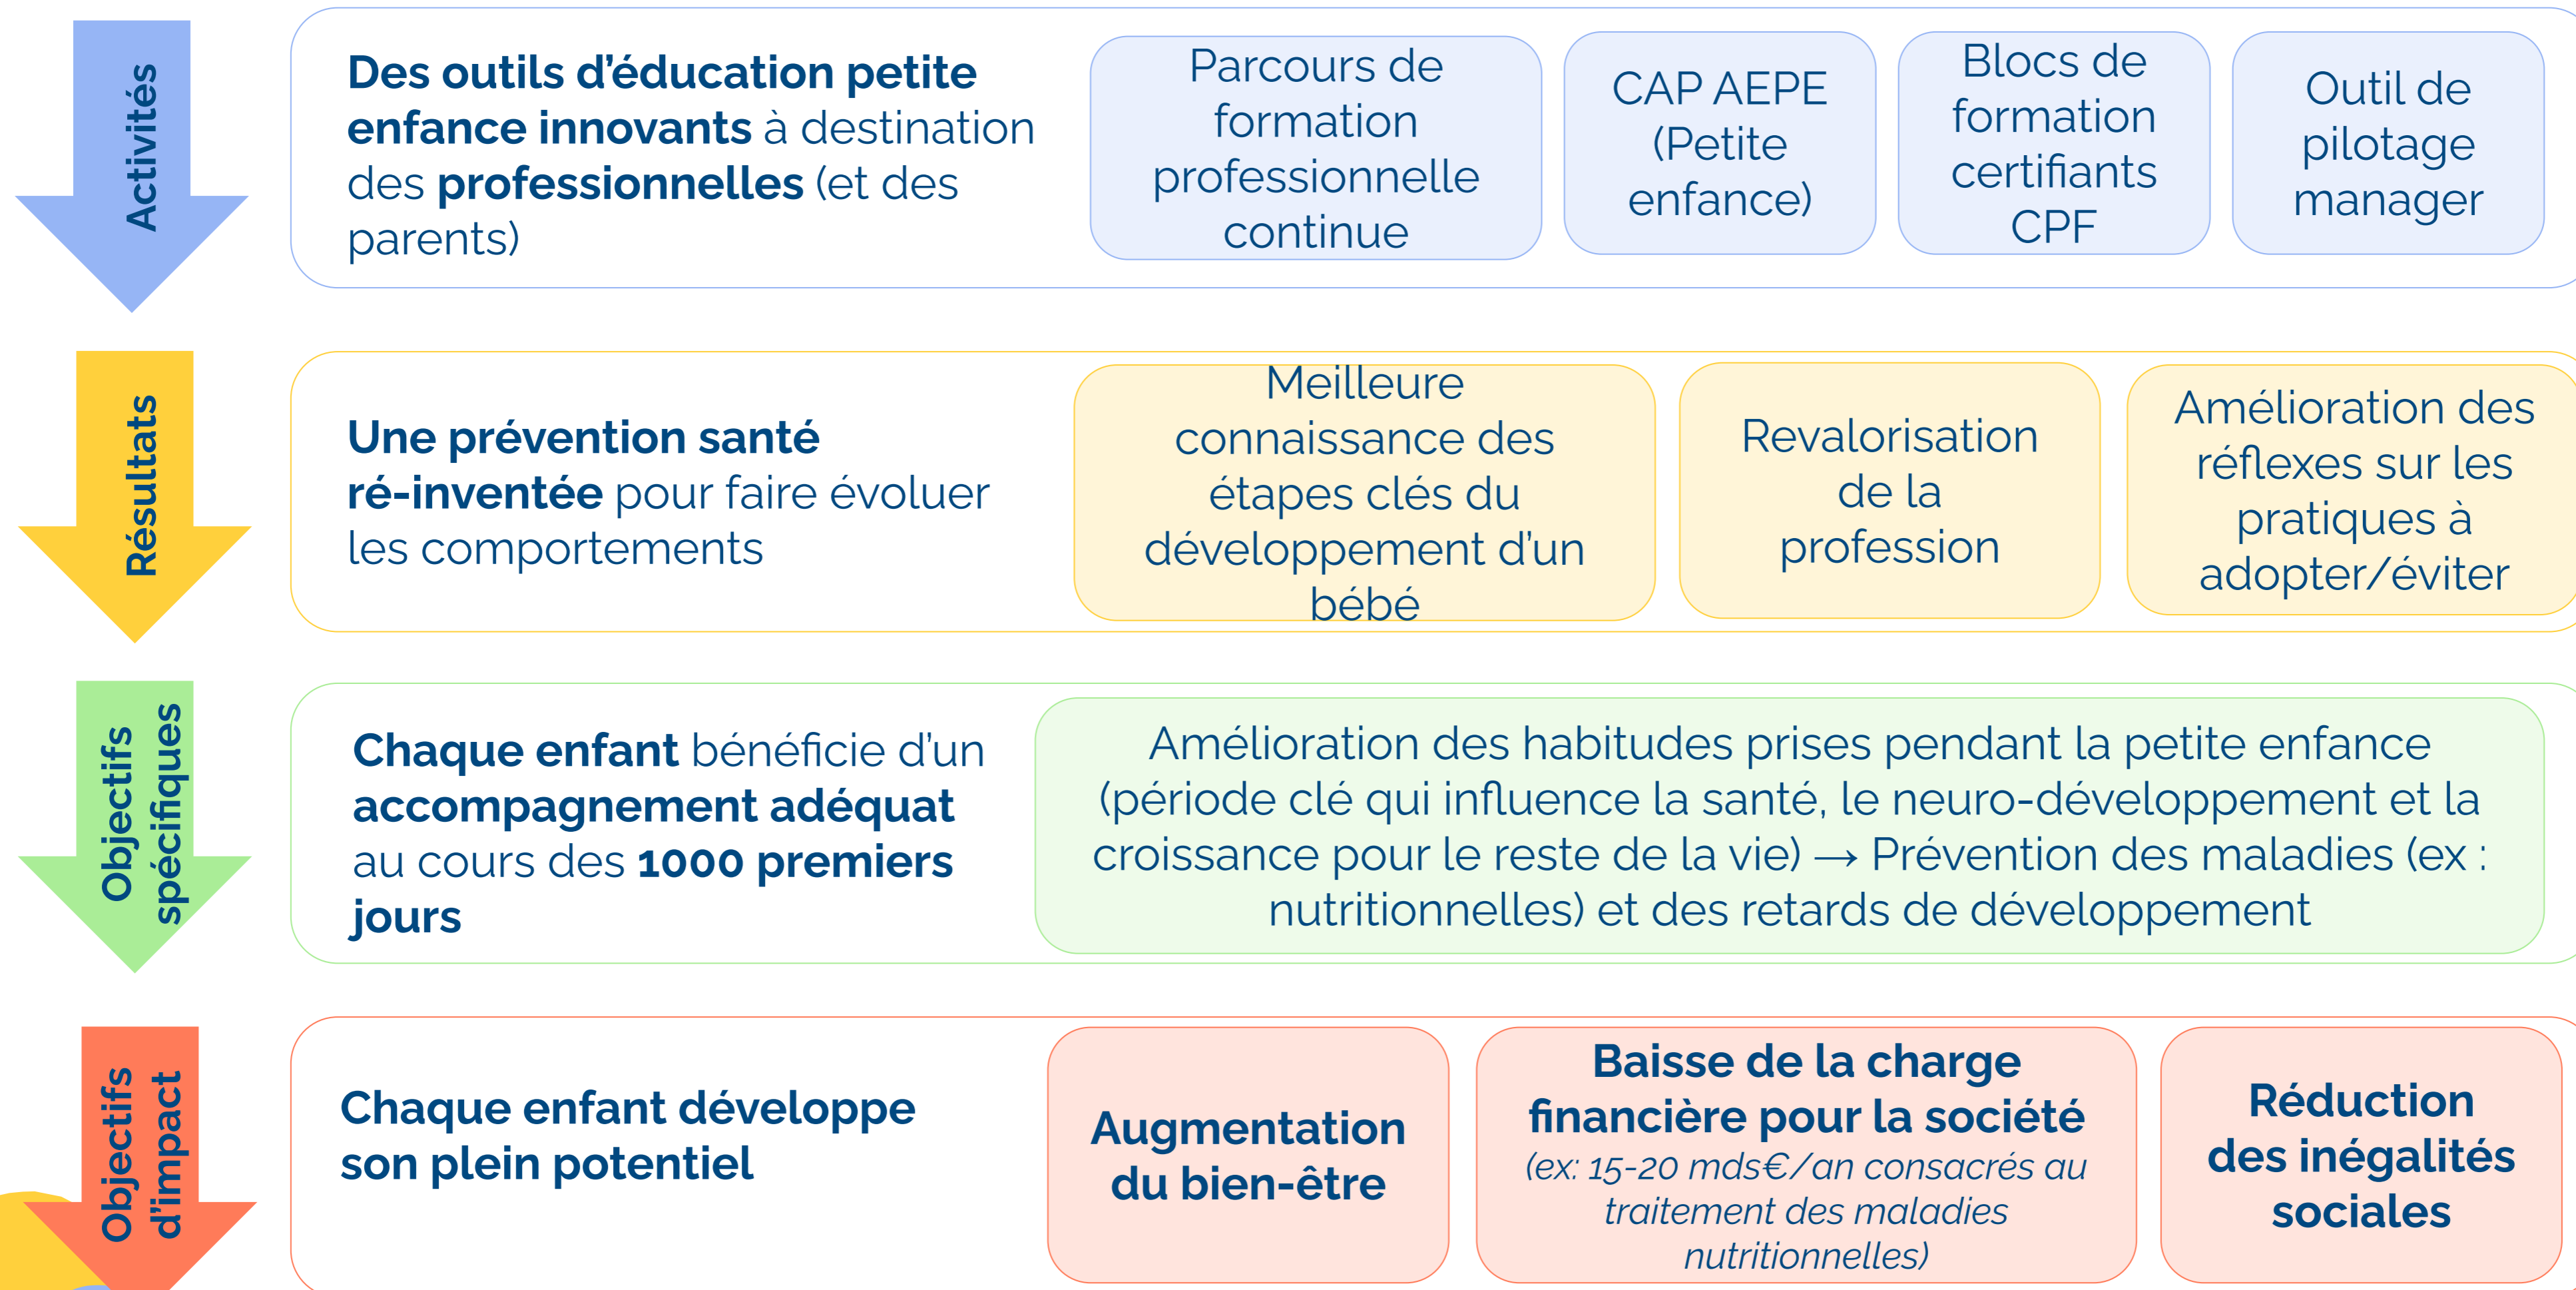 Activités
Des outils d'éducation petite
enfance innovants à destination
des professionnelles (et des
parents)
Parcours de
formation
professionnelle
continue
CAP AEPE
(Petite
enfance)
Blocs de
formation
certifiants
CPF
Outil de
pilotage
manager
Résultats
Une prévention santé
ré-inventée pour faire évoluer
les comportements
Meilleure
connaissance des
étapes clés du
développement d'un
bébé
Revalorisation
de la
profession
Amélioration des
réflexes sur les
pratiques à
adopter/éviter
Objectifs
spécifiques
Chaque enfant bénéficie d'un
accompagnement adéquat
au cours des 1000 premiers
jours
Amélioration des habitudes prises pendant la petite enfance
(période clé qui influence la santé, le neuro-développement et la
croissance pour le reste de la vie) → Prévention des maladies (ex :
nutritionnelles) et des retards de développement
Objectifs
d'impact
Chaque enfant développe
son plein potentiel
Augmentation
du bien-être
Baisse de la charge
financière pour la société
(ex: 15-20 mds€/an consacrés au
traitement des maladies
nutritionnelles)
Réduction
des inégalités
sociales